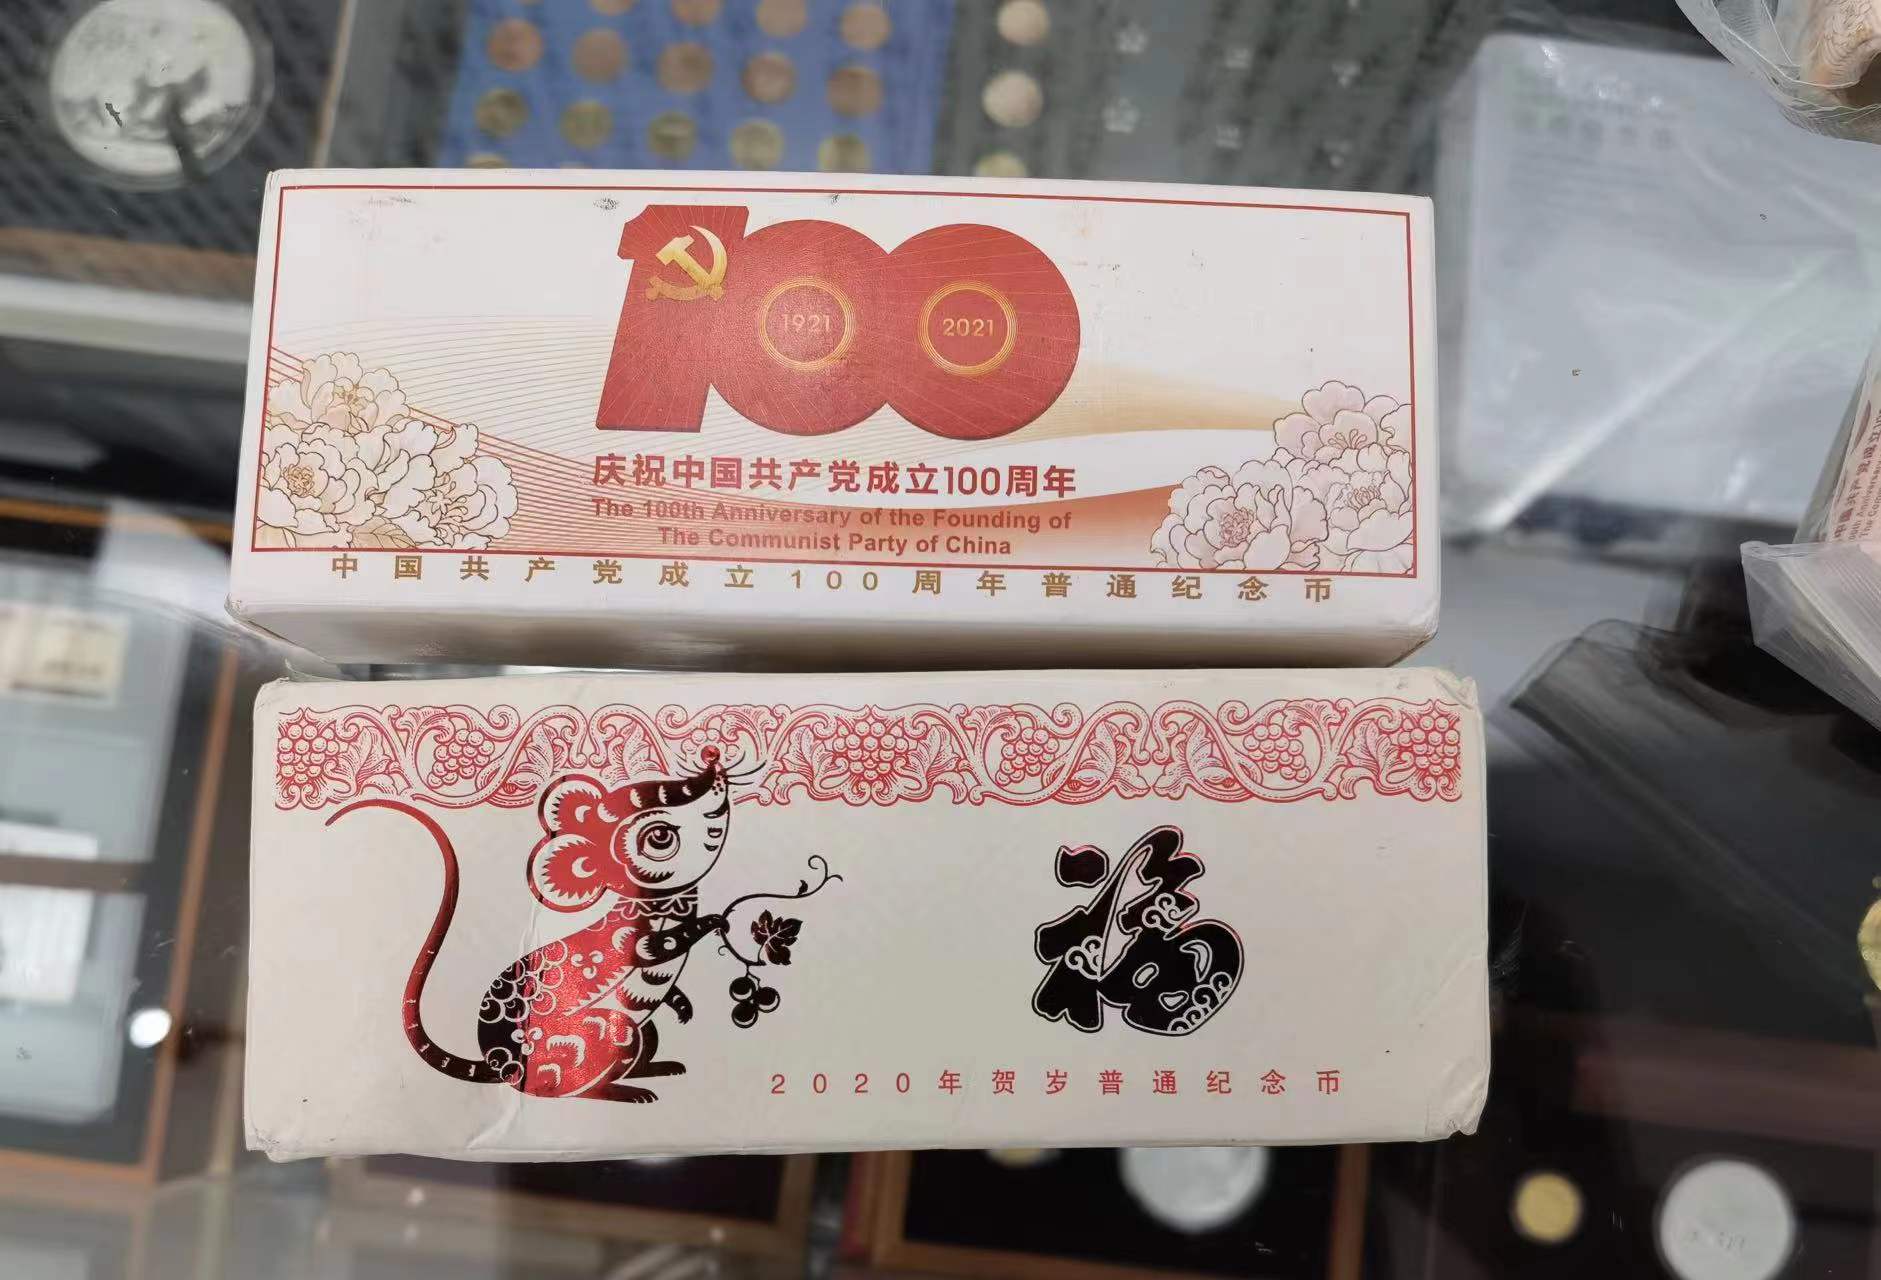 1921
2021
庆祝中国共产党成立100周年
The 100th Anniversary of the Founding of
The Communist Party of China
中国共产党成立100周年普通纪念币
福
2020年贺岁普通纪念币